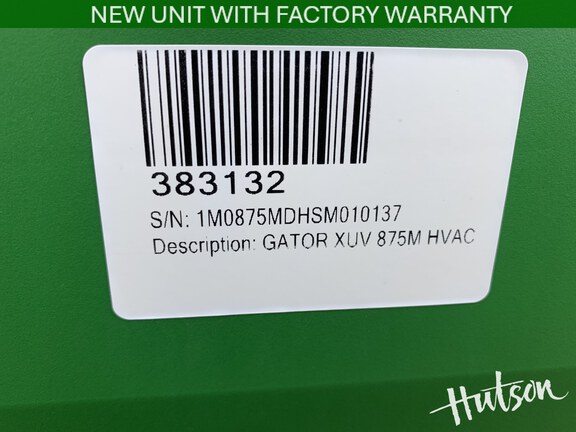 NEW UNIT WITH FACTORY WARRANTY
383132
S/N: 1M0875MDHSM010137
Description: GATOR XUV 875M HVAC
Hutson